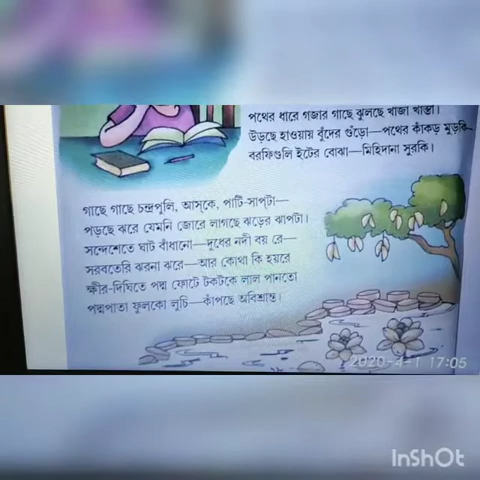 পথের ধারে গজার গাছে ঝুলছে খাজা খাস্তা।
উড়ছে হাওয়ায় বুঁদের গুঁড়ো—পথের কাঁকড় মুড়কি—
বরফিগুলি ইটের বোঝা—মিহিদানা সুরকি।
গাছে গাছে চন্দ্রপুলি, আস্‌কে, পাটি-সাপ্‌টা—
পড়ছে ঝরে যেমনি জোরে লাগছে ঝড়ের ঝাপটা।
সন্দেশেতে ঘাট বাঁধানো—দুধের নদী বয় রে—
সরবতেরি ঝরনা ঝরে—আর কোথা কি হয়রে
ক্ষীর-দিঘিতে পদ্ম ফোটে টকটকে লাল পানতো
পদ্মপাতা ফুলকো লুচি—কাঁপছে অবিশ্রান্ত।
2020-4-1 17:05
InShOt